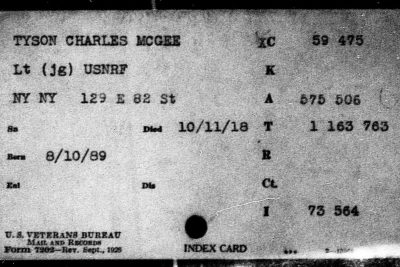 TYSON CHARLES MCGEE XC 59 475
Lt (jg) USNRF K
NY NY 129 E 82 St A 575 506
Sn Died 10/11/18 T 1 163 763
Born 8/10/89 R
Enl Dis Ct.
I 73 564
U.S. VETERANS BUREAU
MAIL AND RECORDS
Form 7202—Rev. Sept., 1925 INDEX CARD